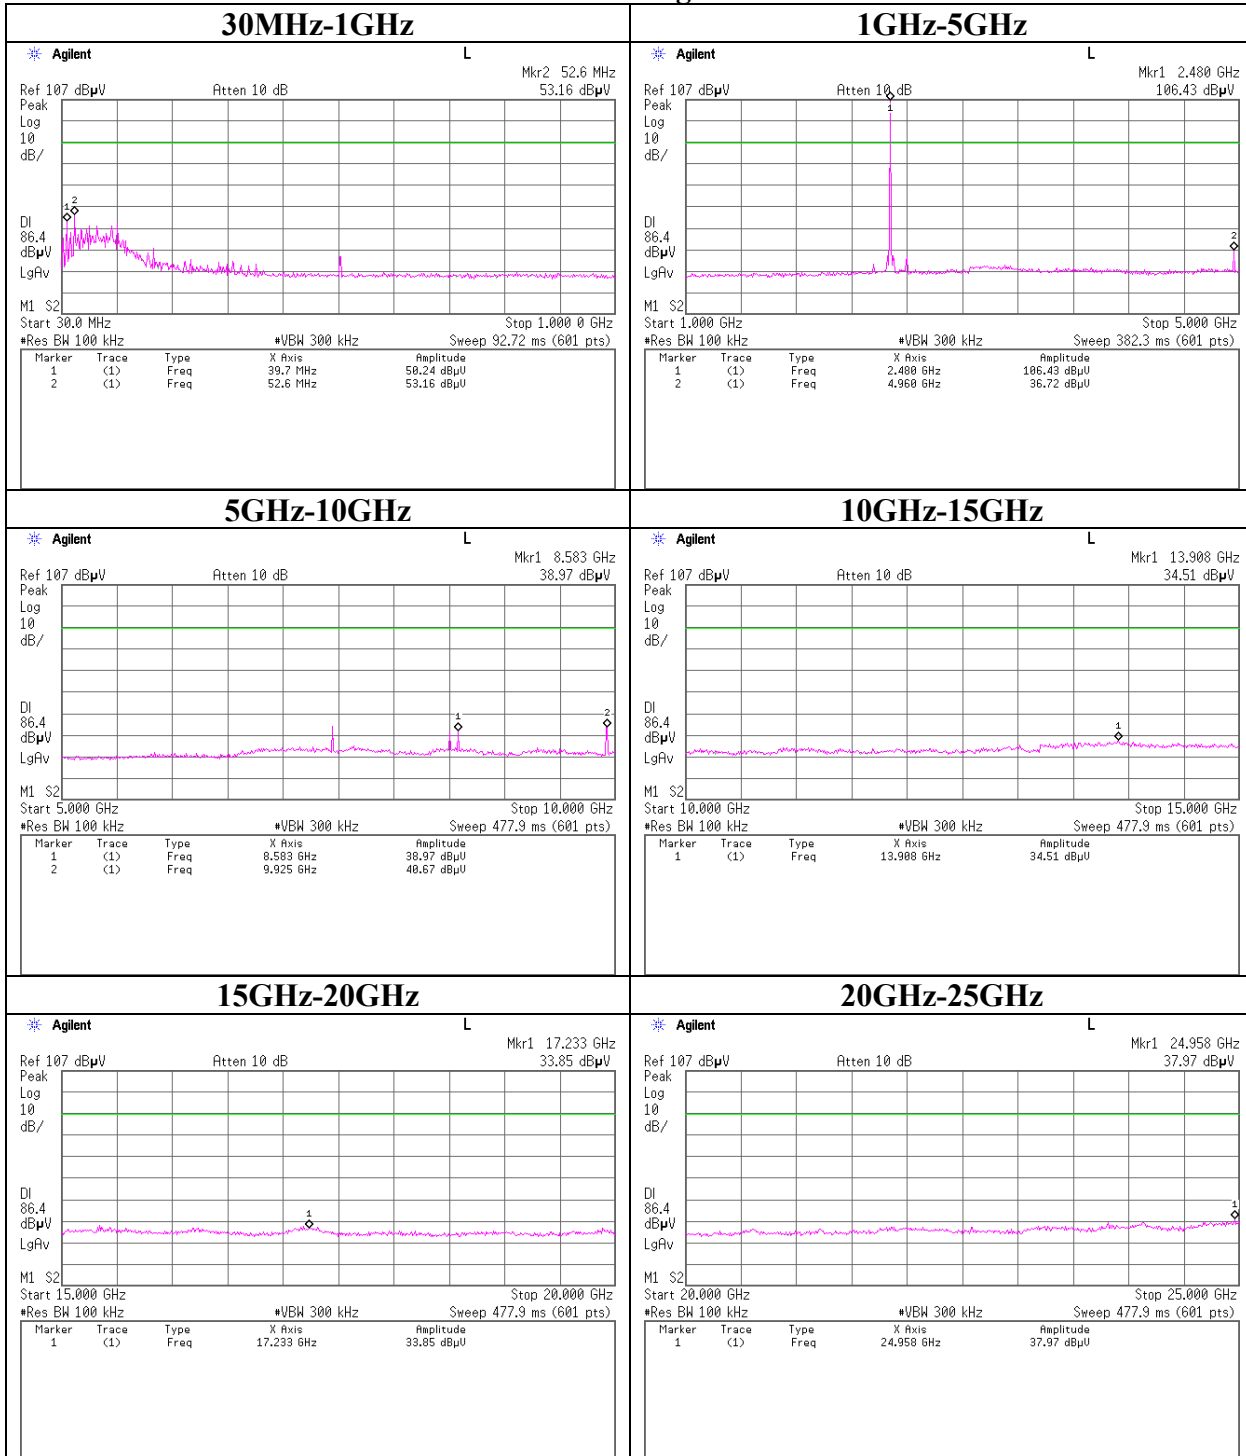 30MHz-1GHz
Agilent L
Mkr2 52.6 MHz
Ref 107 dBµV Atten 10 dB 53.16 dBµV
Peak
Log
10
dB/
1 2
DI
86.4
dBµV
LgAv
M1 S2
Start 30.0 MHz Stop 1.000 0 GHz
#Res BW 100 kHz #VBW 300 kHz Sweep 92.72 ms (601 pts)
Marker Trace Type X Axis Amplitude
1 (1) Freq 39.7 MHz 50.24 dBµV
2 (1) Freq 52.6 MHz 53.16 dBµV
1GHz-5GHz
Agilent L
Mkr1 2.480 GHz
Ref 107 dBµV Atten 10 dB 106.43 dBµV
Peak
Log
10
dB/
1
2
DI
86.4
dBµV
LgAv
M1 S2
Start 1.000 GHz Stop 5.000 GHz
#Res BW 100 kHz #VBW 300 kHz Sweep 382.3 ms (601 pts)
Marker Trace Type X Axis Amplitude
1 (1) Freq 2.480 GHz 106.43 dBµV
2 (1) Freq 4.960 GHz 36.72 dBµV
5GHz-10GHz
Agilent L
Mkr1 8.583 GHz
Ref 107 dBµV Atten 10 dB 38.97 dBµV
Peak
Log
10
dB/
1 2
DI
86.4
dBµV
LgAv
M1 S2
Start 5.000 GHz Stop 10.000 GHz
#Res BW 100 kHz #VBW 300 kHz Sweep 477.9 ms (601 pts)
Marker Trace Type X Axis Amplitude
1 (1) Freq 8.583 GHz 38.97 dBµV
2 (1) Freq 9.925 GHz 40.67 dBµV
10GHz-15GHz
Agilent L
Mkr1 13.908 GHz
Ref 107 dBµV Atten 10 dB 34.51 dBµV
Peak
Log
10
dB/
1
DI
86.4
dBµV
LgAv
M1 S2
Start 10.000 GHz Stop 15.000 GHz
#Res BW 100 kHz #VBW 300 kHz Sweep 477.9 ms (601 pts)
Marker Trace Type X Axis Amplitude
1 (1) Freq 13.908 GHz 34.51 dBµV
15GHz-20GHz
Agilent L
Mkr1 17.233 GHz
Ref 107 dBµV Atten 10 dB 33.85 dBµV
Peak
Log
10
dB/
1
DI
86.4
dBµV
LgAv
M1 S2
Start 15.000 GHz Stop 20.000 GHz
#Res BW 100 kHz #VBW 300 kHz Sweep 477.9 ms (601 pts)
Marker Trace Type X Axis Amplitude
1 (1) Freq 17.233 GHz 33.85 dBµV
20GHz-25GHz
Agilent L
Mkr1 24.958 GHz
Ref 107 dBµV Atten 10 dB 37.97 dBµV
Peak
Log
10
dB/
1
DI
86.4
dBµV
LgAv
M1 S2
Start 20.000 GHz Stop 25.000 GHz
#Res BW 100 kHz #VBW 300 kHz Sweep 477.9 ms (601 pts)
Marker Trace Type X Axis Amplitude
1 (1) Freq 24.958 GHz 37.97 dBµV